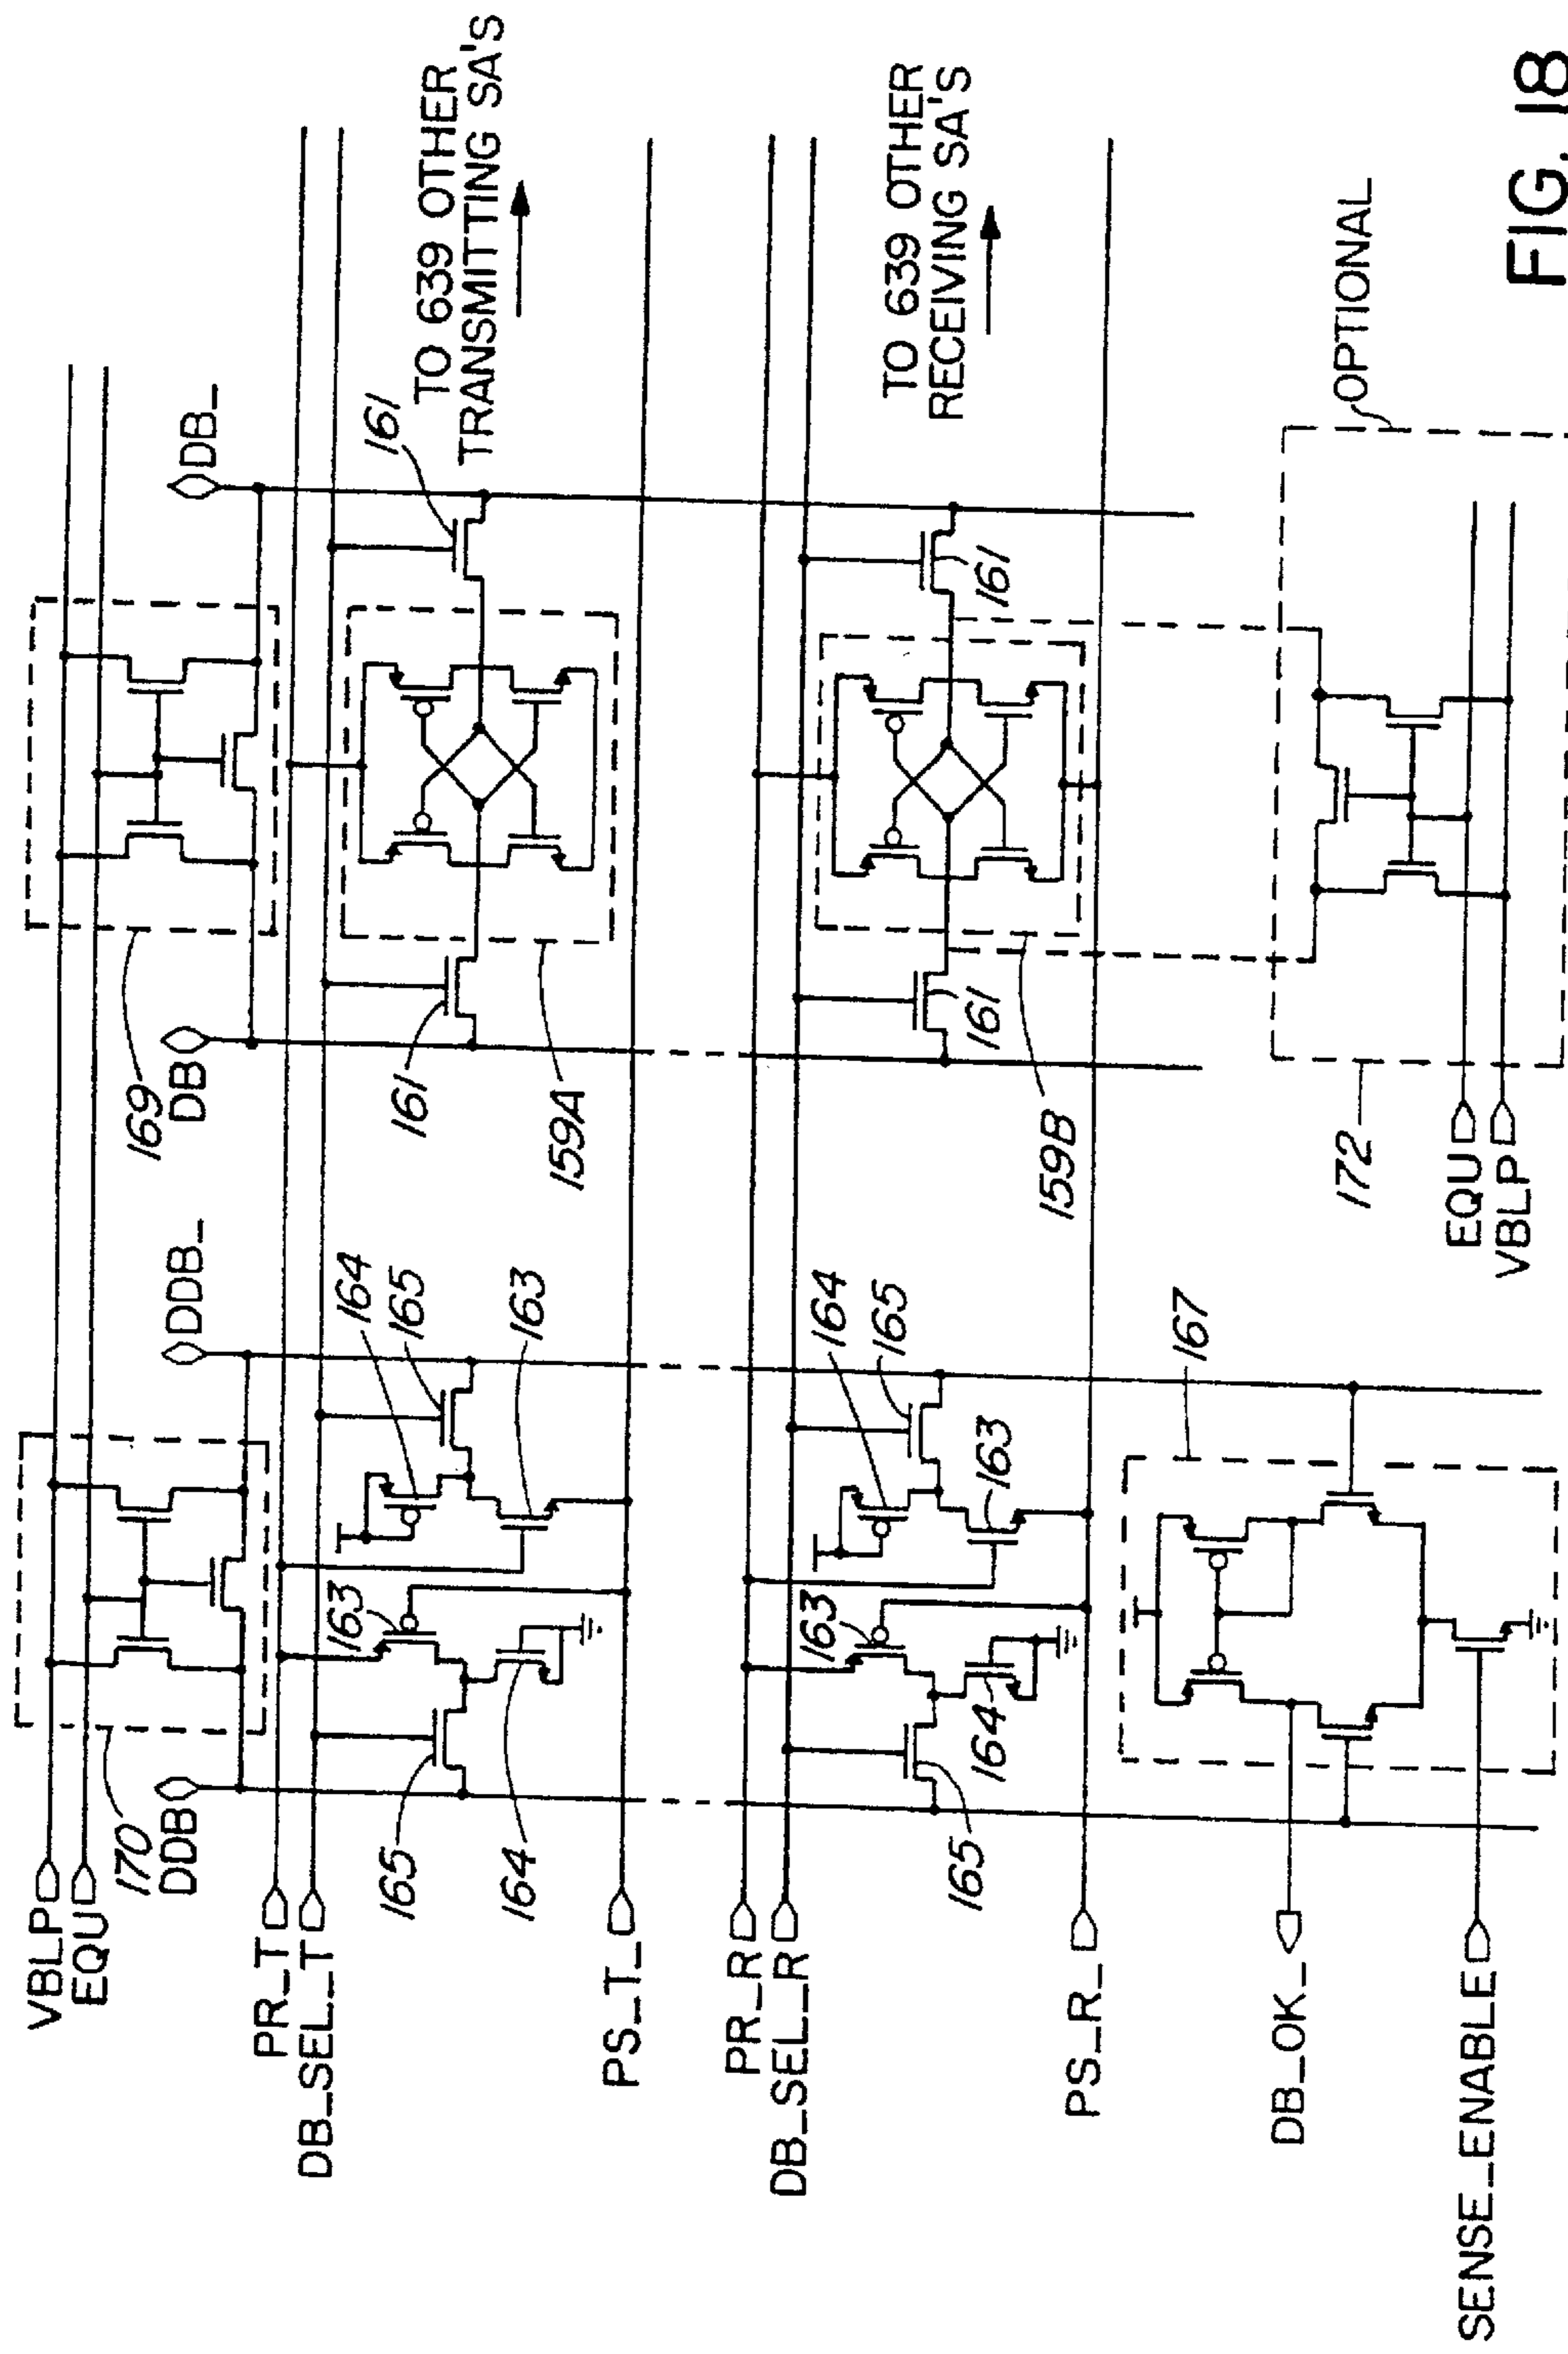 VBLP
EQU
170
DDB
DDB_
169
DB
DB_
PR_T
DB_SEL_T
165
163
164
164
165
163
161
159A
161
TO 639 OTHER
TRANSMITTING SA'S
PS_T_
PR_R
DB_SEL_R
165
163
164
164
165
163
161
159B
161
TO 639 OTHER
RECEIVING SA'S
PS_R_
167
DB_OK_
SENSE_ENABLE
172
EQU
VBLP
OPTIONAL
FIG. 18